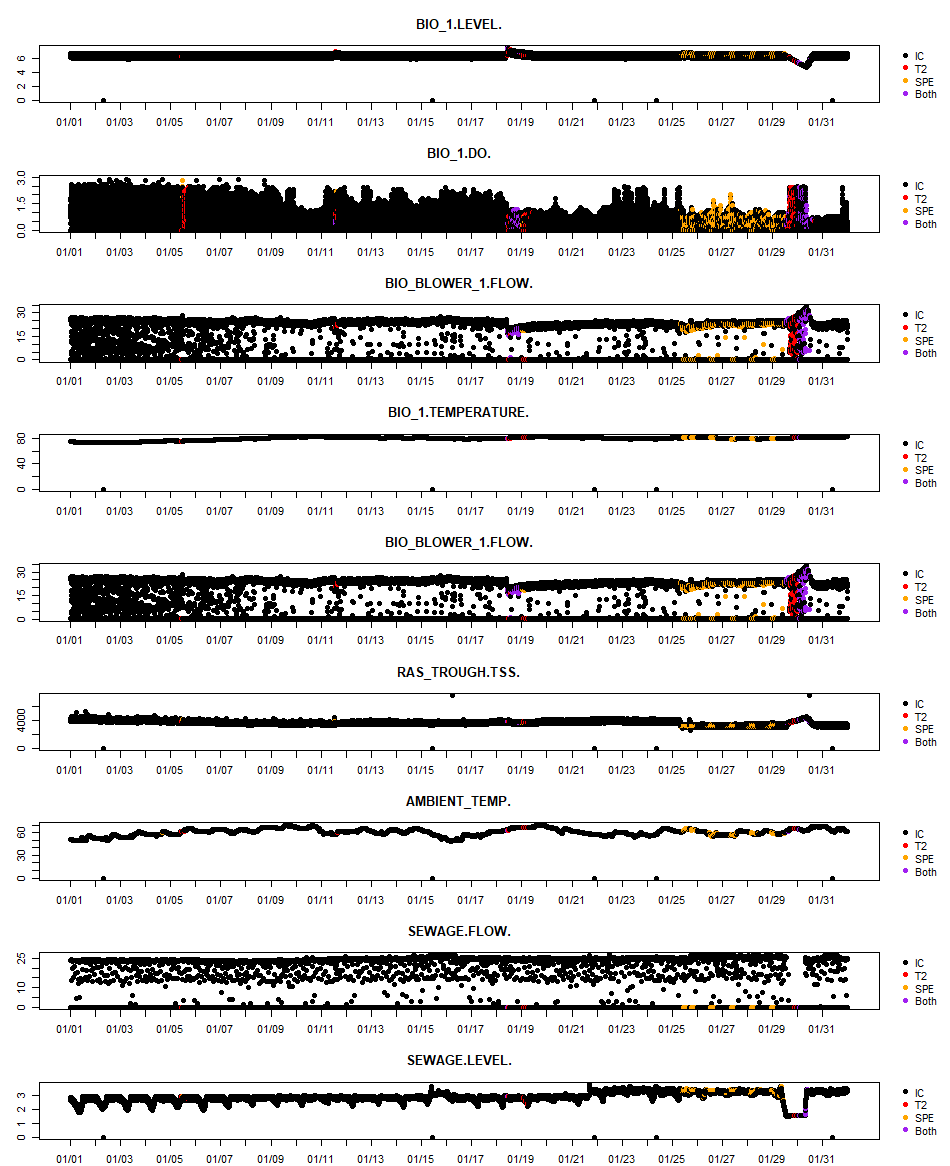 BIO_1.LEVEL.
0 2 4 6
01/01 01/03 01/05 01/07 01/09 01/11 01/13 01/15 01/17 01/19 01/21 01/23 01/25 01/27 01/29 01/31
IC
T2
SPE
Both
BIO_1.DO.
0.0 1.5 3.0
01/01 01/03 01/05 01/07 01/09 01/11 01/13 01/15 01/17 01/19 01/21 01/23 01/25 01/27 01/29 01/31
IC
T2
SPE
Both
BIO_BLOWER_1.FLOW.
0 15 30
01/01 01/03 01/05 01/07 01/09 01/11 01/13 01/15 01/17 01/19 01/21 01/23 01/25 01/27 01/29 01/31
IC
T2
SPE
Both
BIO_1.TEMPERATURE.
0 40 80
01/01 01/03 01/05 01/07 01/09 01/11 01/13 01/15 01/17 01/19 01/21 01/23 01/25 01/27 01/29 01/31
IC
T2
SPE
Both
BIO_BLOWER_1.FLOW.
0 15 30
01/01 01/03 01/05 01/07 01/09 01/11 01/13 01/15 01/17 01/19 01/21 01/23 01/25 01/27 01/29 01/31
IC
T2
SPE
Both
RAS_TROUGH.TSS.
0 4000
01/01 01/03 01/05 01/07 01/09 01/11 01/13 01/15 01/17 01/19 01/21 01/23 01/25 01/27 01/29 01/31
IC
T2
SPE
Both
AMBIENT_TEMP.
0 30 60
01/01 01/03 01/05 01/07 01/09 01/11 01/13 01/15 01/17 01/19 01/21 01/23 01/25 01/27 01/29 01/31
IC
T2
SPE
Both
SEWAGE.FLOW.
0 10 25
01/01 01/03 01/05 01/07 01/09 01/11 01/13 01/15 01/17 01/19 01/21 01/23 01/25 01/27 01/29 01/31
IC
T2
SPE
Both
SEWAGE.LEVEL.
0 1 2 3
01/01 01/03 01/05 01/07 01/09 01/11 01/13 01/15 01/17 01/19 01/21 01/23 01/25 01/27 01/29 01/31
IC
T2
SPE
Both